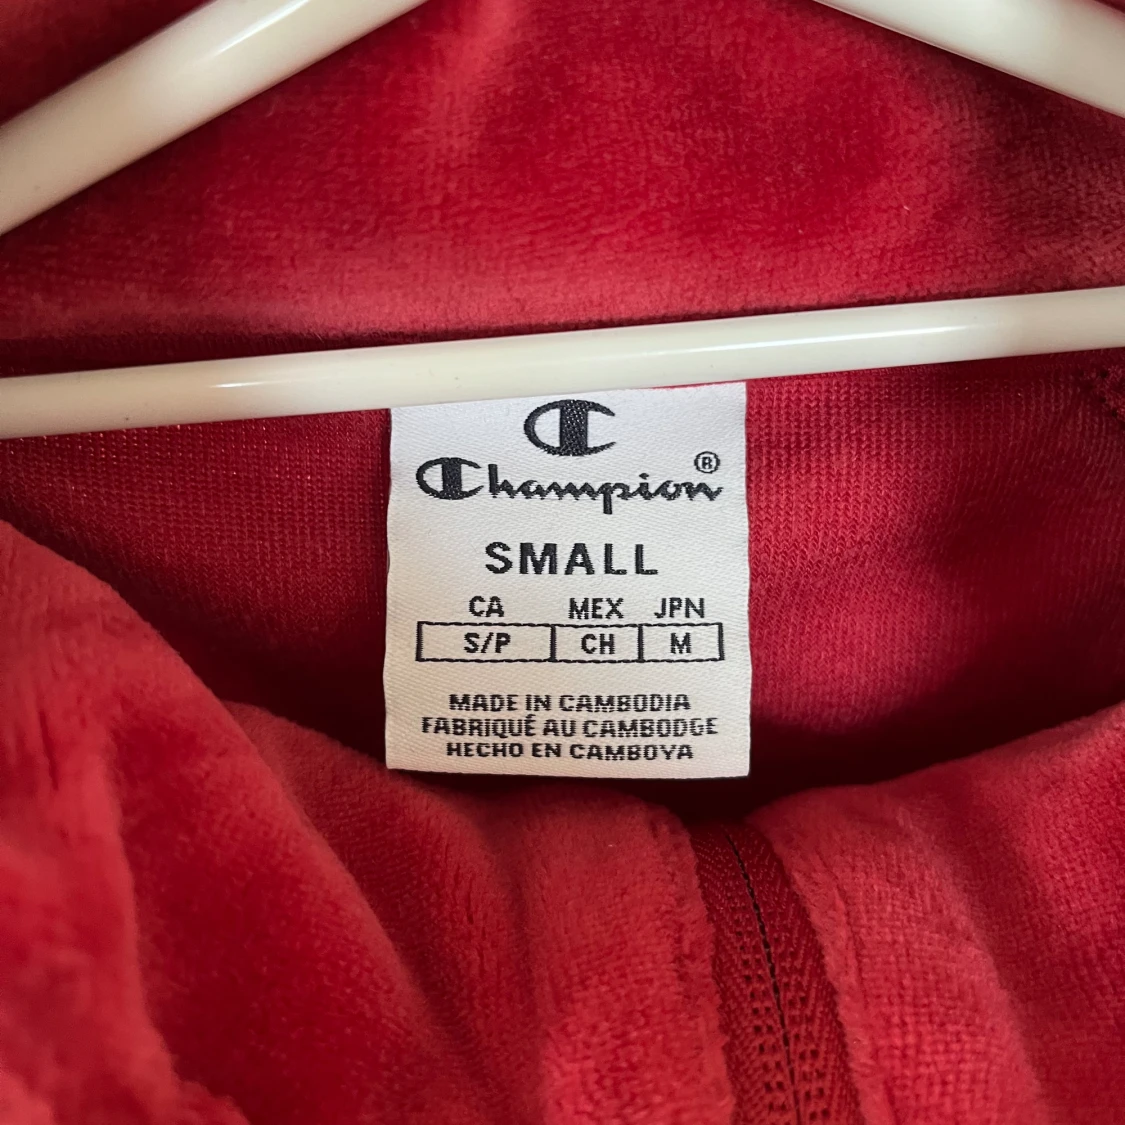 Champion®
SMALL
CA MEX JPN
S/P CH M
MADE IN CAMBODIA
FABRIQUÉ AU CAMBODGE
HECHO EN CAMBOYA